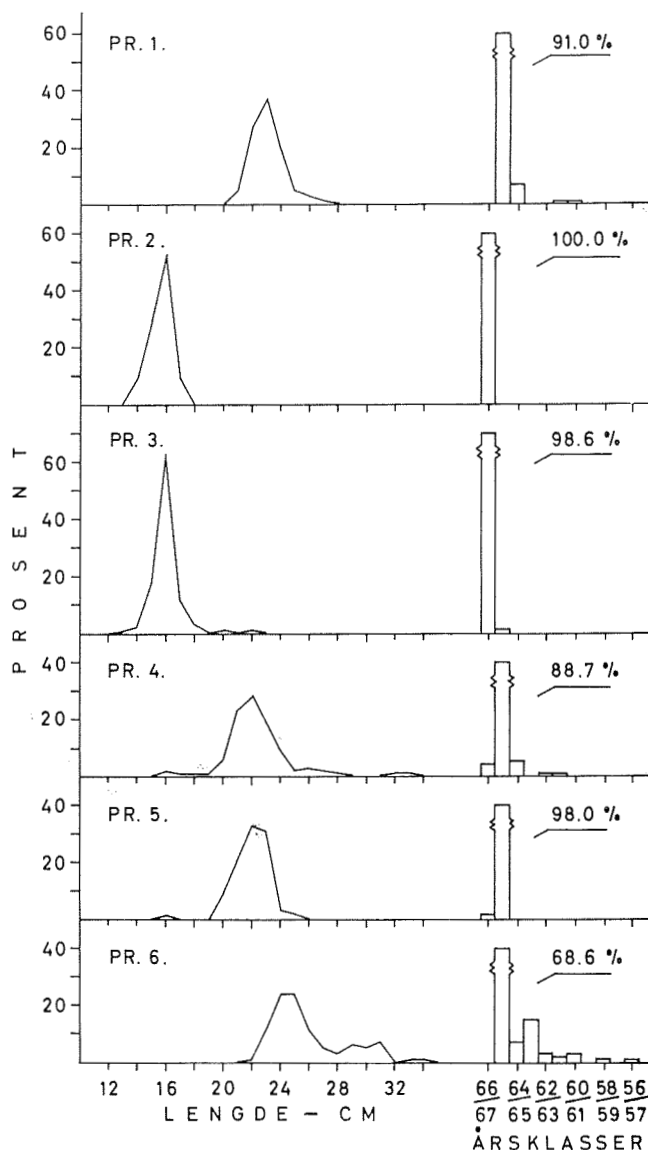 PROSENT
60
40
20
PR. 1.
91.0 %
60
40
20
PR. 2.
100.0 %
60
40
20
PR. 3.
98.6 %
40
20
PR. 4.
88.7 %
40
20
PR. 5.
98.0 %
40
20
PR. 6.
68.6 %
12 16 20 24 28 32
66/67 64/65 62/63 60/61 58/59 56/57
LENGDE - CM
ÅRSKLASSER